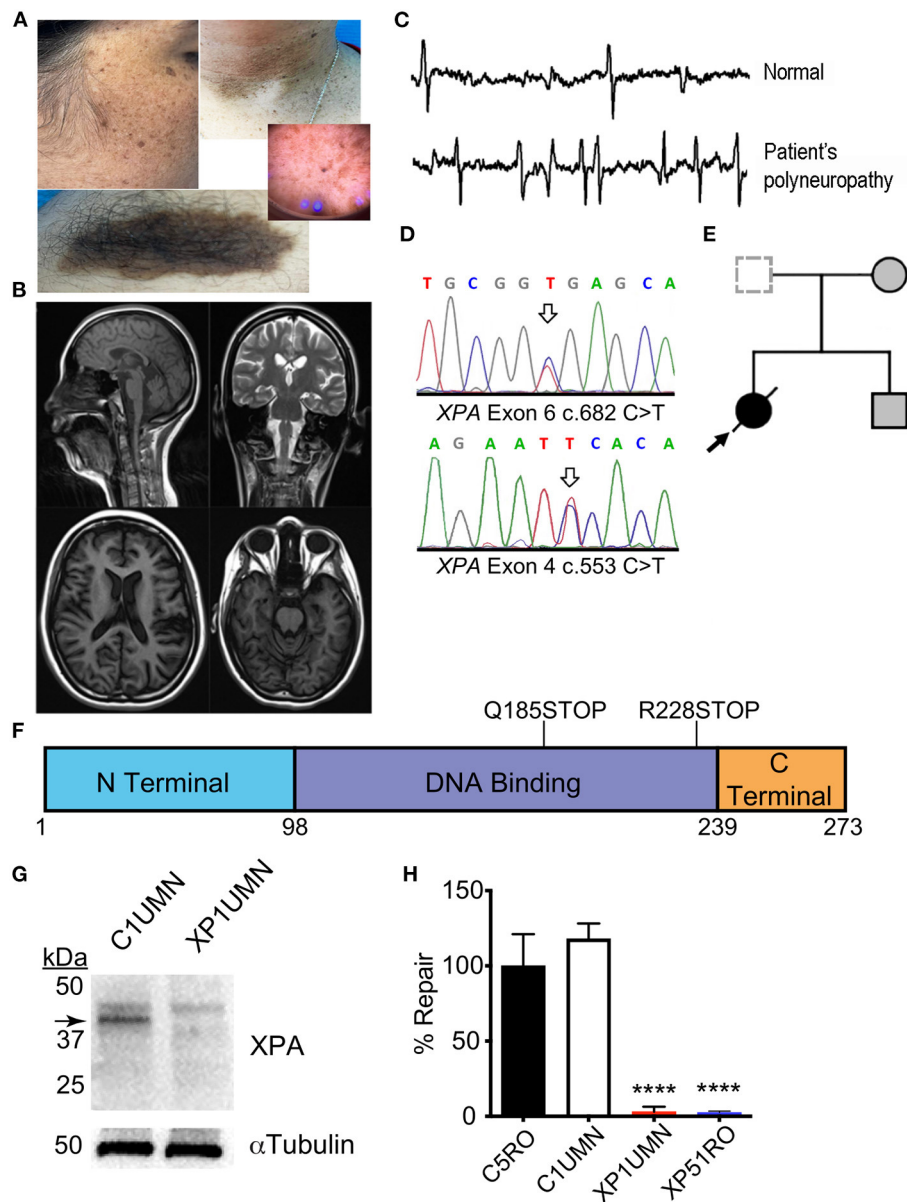 A
B
C
Normal
Patient's
polyneuropathy
D
T G C G G T G A G C A
XPA Exon 6 c.682 C>T
A G A A T T C A C A
XPA Exon 4 c.553 C>T
E
F
Q185STOP R228STOP
N Terminal
DNA Binding
C
Terminal
1 98 239 273
G
C1UMN XP1UMN
kDa
50
37
25
XPA
50
αTubulin
H
% Repair
150
100
50
0
**** ****
C5RO C1UMN XP1UMN XP51RO